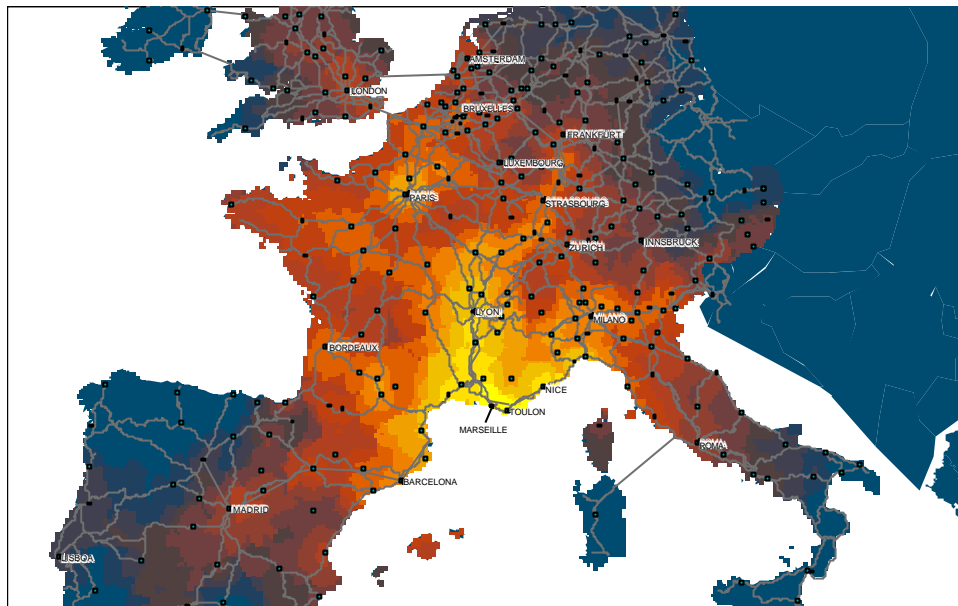 AMSTERDAM
LONDON
BRUXELLES
FRANKFURT
LUXEMBOURG
PARIS
STRASBOURG
INNSBRUCK
ZURICH
LYON
MILANO
BORDEAUX
NICE
TOULON
MARSEILLE
ROMA
BARCELONA
MADRID
LISBOA